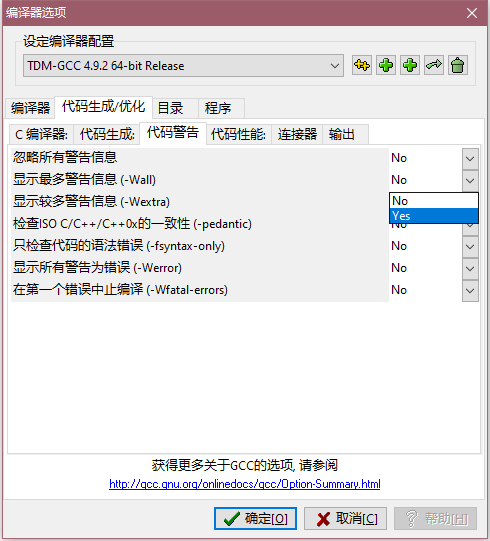 编译器选项
设定编译器配置
TDM-GCC 4.9.2 64-bit Release
编译器 代码生成/优化 目录 程序
C 编译器: 代码生成: 代码警告 代码性能: 连接器 输出
忽略所有警告信息 No
显示最多警告信息 (-Wall) No
显示较多警告信息 (-Wextra) No
Yes
检查ISO C/C++/C++0x的一致性 (-pedantic) No
只检查代码的语法错误 (-fsyntax-only) No
显示所有警告为错误 (-Werror) No
在第一个错误中止编译 (-Wfatal-errors) No
获得更多关于GCC的选项, 请参阅
http://gcc.gnu.org/onlinedocs/gcc/Option-Summary.html
确定[O] 取消[C] 帮助[H]